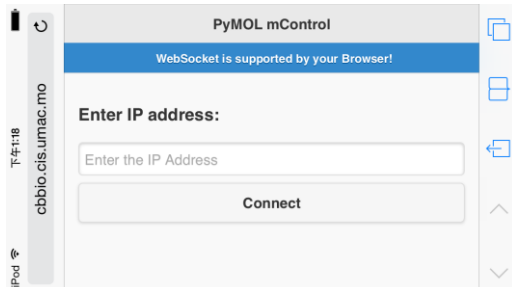 PyMOL mControl
WebSocket is supported by your Browser!
Enter IP address:
Enter the IP Address
Connect
iPod
下午1:18
cbbio.cis.umac.mo